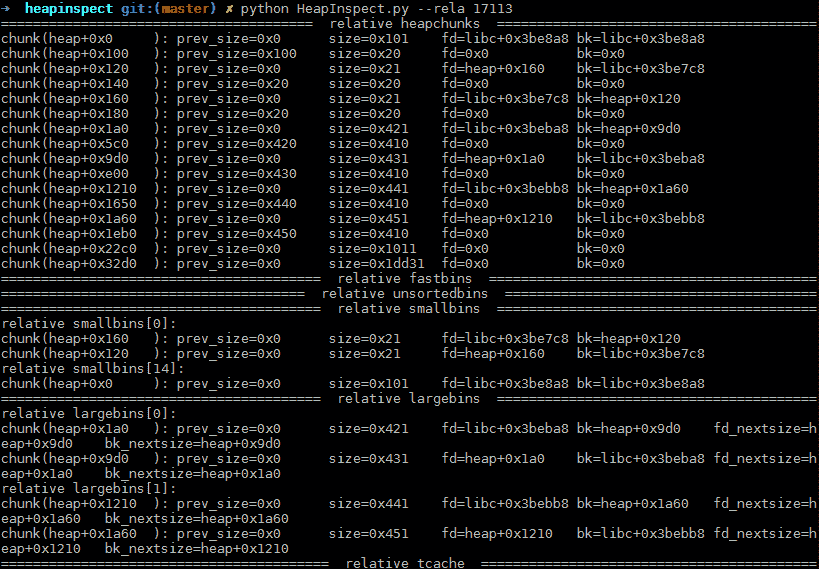 ➜  heapinspect git:(master) ✗ python HeapInspect.py --rela 17113
=======================================  relative heapchunks  =======================================
chunk(heap+0x0     ): prev_size=0x0      size=0x101    fd=libc+0x3be8a8 bk=libc+0x3be8a8
chunk(heap+0x100   ): prev_size=0x100    size=0x20     fd=0x0           bk=0x0
chunk(heap+0x120   ): prev_size=0x0      size=0x21     fd=heap+0x160    bk=libc+0x3be7c8
chunk(heap+0x140   ): prev_size=0x20     size=0x20     fd=0x0           bk=0x0
chunk(heap+0x160   ): prev_size=0x0      size=0x21     fd=libc+0x3be7c8 bk=heap+0x120
chunk(heap+0x180   ): prev_size=0x20     size=0x20     fd=0x0           bk=0x0
chunk(heap+0x1a0   ): prev_size=0x0      size=0x421    fd=libc+0x3beba8 bk=heap+0x9d0
chunk(heap+0x5c0   ): prev_size=0x420    size=0x410    fd=0x0           bk=0x0
chunk(heap+0x9d0   ): prev_size=0x0      size=0x431    fd=heap+0x1a0    bk=libc+0x3beba8
chunk(heap+0xe00   ): prev_size=0x430    size=0x410    fd=0x0           bk=0x0
chunk(heap+0x1210  ): prev_size=0x0      size=0x441    fd=libc+0x3bebb8 bk=heap+0x1a60
chunk(heap+0x1650  ): prev_size=0x440    size=0x410    fd=0x0           bk=0x0
chunk(heap+0x1a60  ): prev_size=0x0      size=0x451    fd=heap+0x1210   bk=libc+0x3bebb8
chunk(heap+0x1eb0  ): prev_size=0x450    size=0x410    fd=0x0           bk=0x0
chunk(heap+0x22c0  ): prev_size=0x0      size=0x1011   fd=0x0           bk=0x0
chunk(heap+0x32d0  ): prev_size=0x0      size=0x1dd31  fd=0x0           bk=0x0
========================================  relative fastbins  ========================================
======================================  relative unsortedbins  ======================================
========================================  relative smallbins  =======================================
relative smallbins[0]:
chunk(heap+0x160   ): prev_size=0x0      size=0x21     fd=libc+0x3be7c8 bk=heap+0x120
chunk(heap+0x120   ): prev_size=0x0      size=0x21     fd=heap+0x160    bk=libc+0x3be7c8
relative smallbins[14]:
chunk(heap+0x0     ): prev_size=0x0      size=0x101    fd=libc+0x3be8a8 bk=libc+0x3be8a8
========================================  relative largebins  =======================================
relative largebins[0]:
chunk(heap+0x1a0   ): prev_size=0x0      size=0x421    fd=libc+0x3beba8 bk=heap+0x9d0    fd_nextsize=h
eap+0x9d0    bk_nextsize=heap+0x9d0
chunk(heap+0x9d0   ): prev_size=0x0      size=0x431    fd=heap+0x1a0    bk=libc+0x3beba8 fd_nextsize=h
eap+0x1a0    bk_nextsize=heap+0x1a0
relative largebins[1]:
chunk(heap+0x1210  ): prev_size=0x0      size=0x441    fd=libc+0x3bebb8 bk=heap+0x1a60   fd_nextsize=h
eap+0x1a60   bk_nextsize=heap+0x1a60
chunk(heap+0x1a60  ): prev_size=0x0      size=0x451    fd=heap+0x1210   bk=libc+0x3bebb8 fd_nextsize=h
eap+0x1210   bk_nextsize=heap+0x1210
=========================================  relative tcache  =========================================